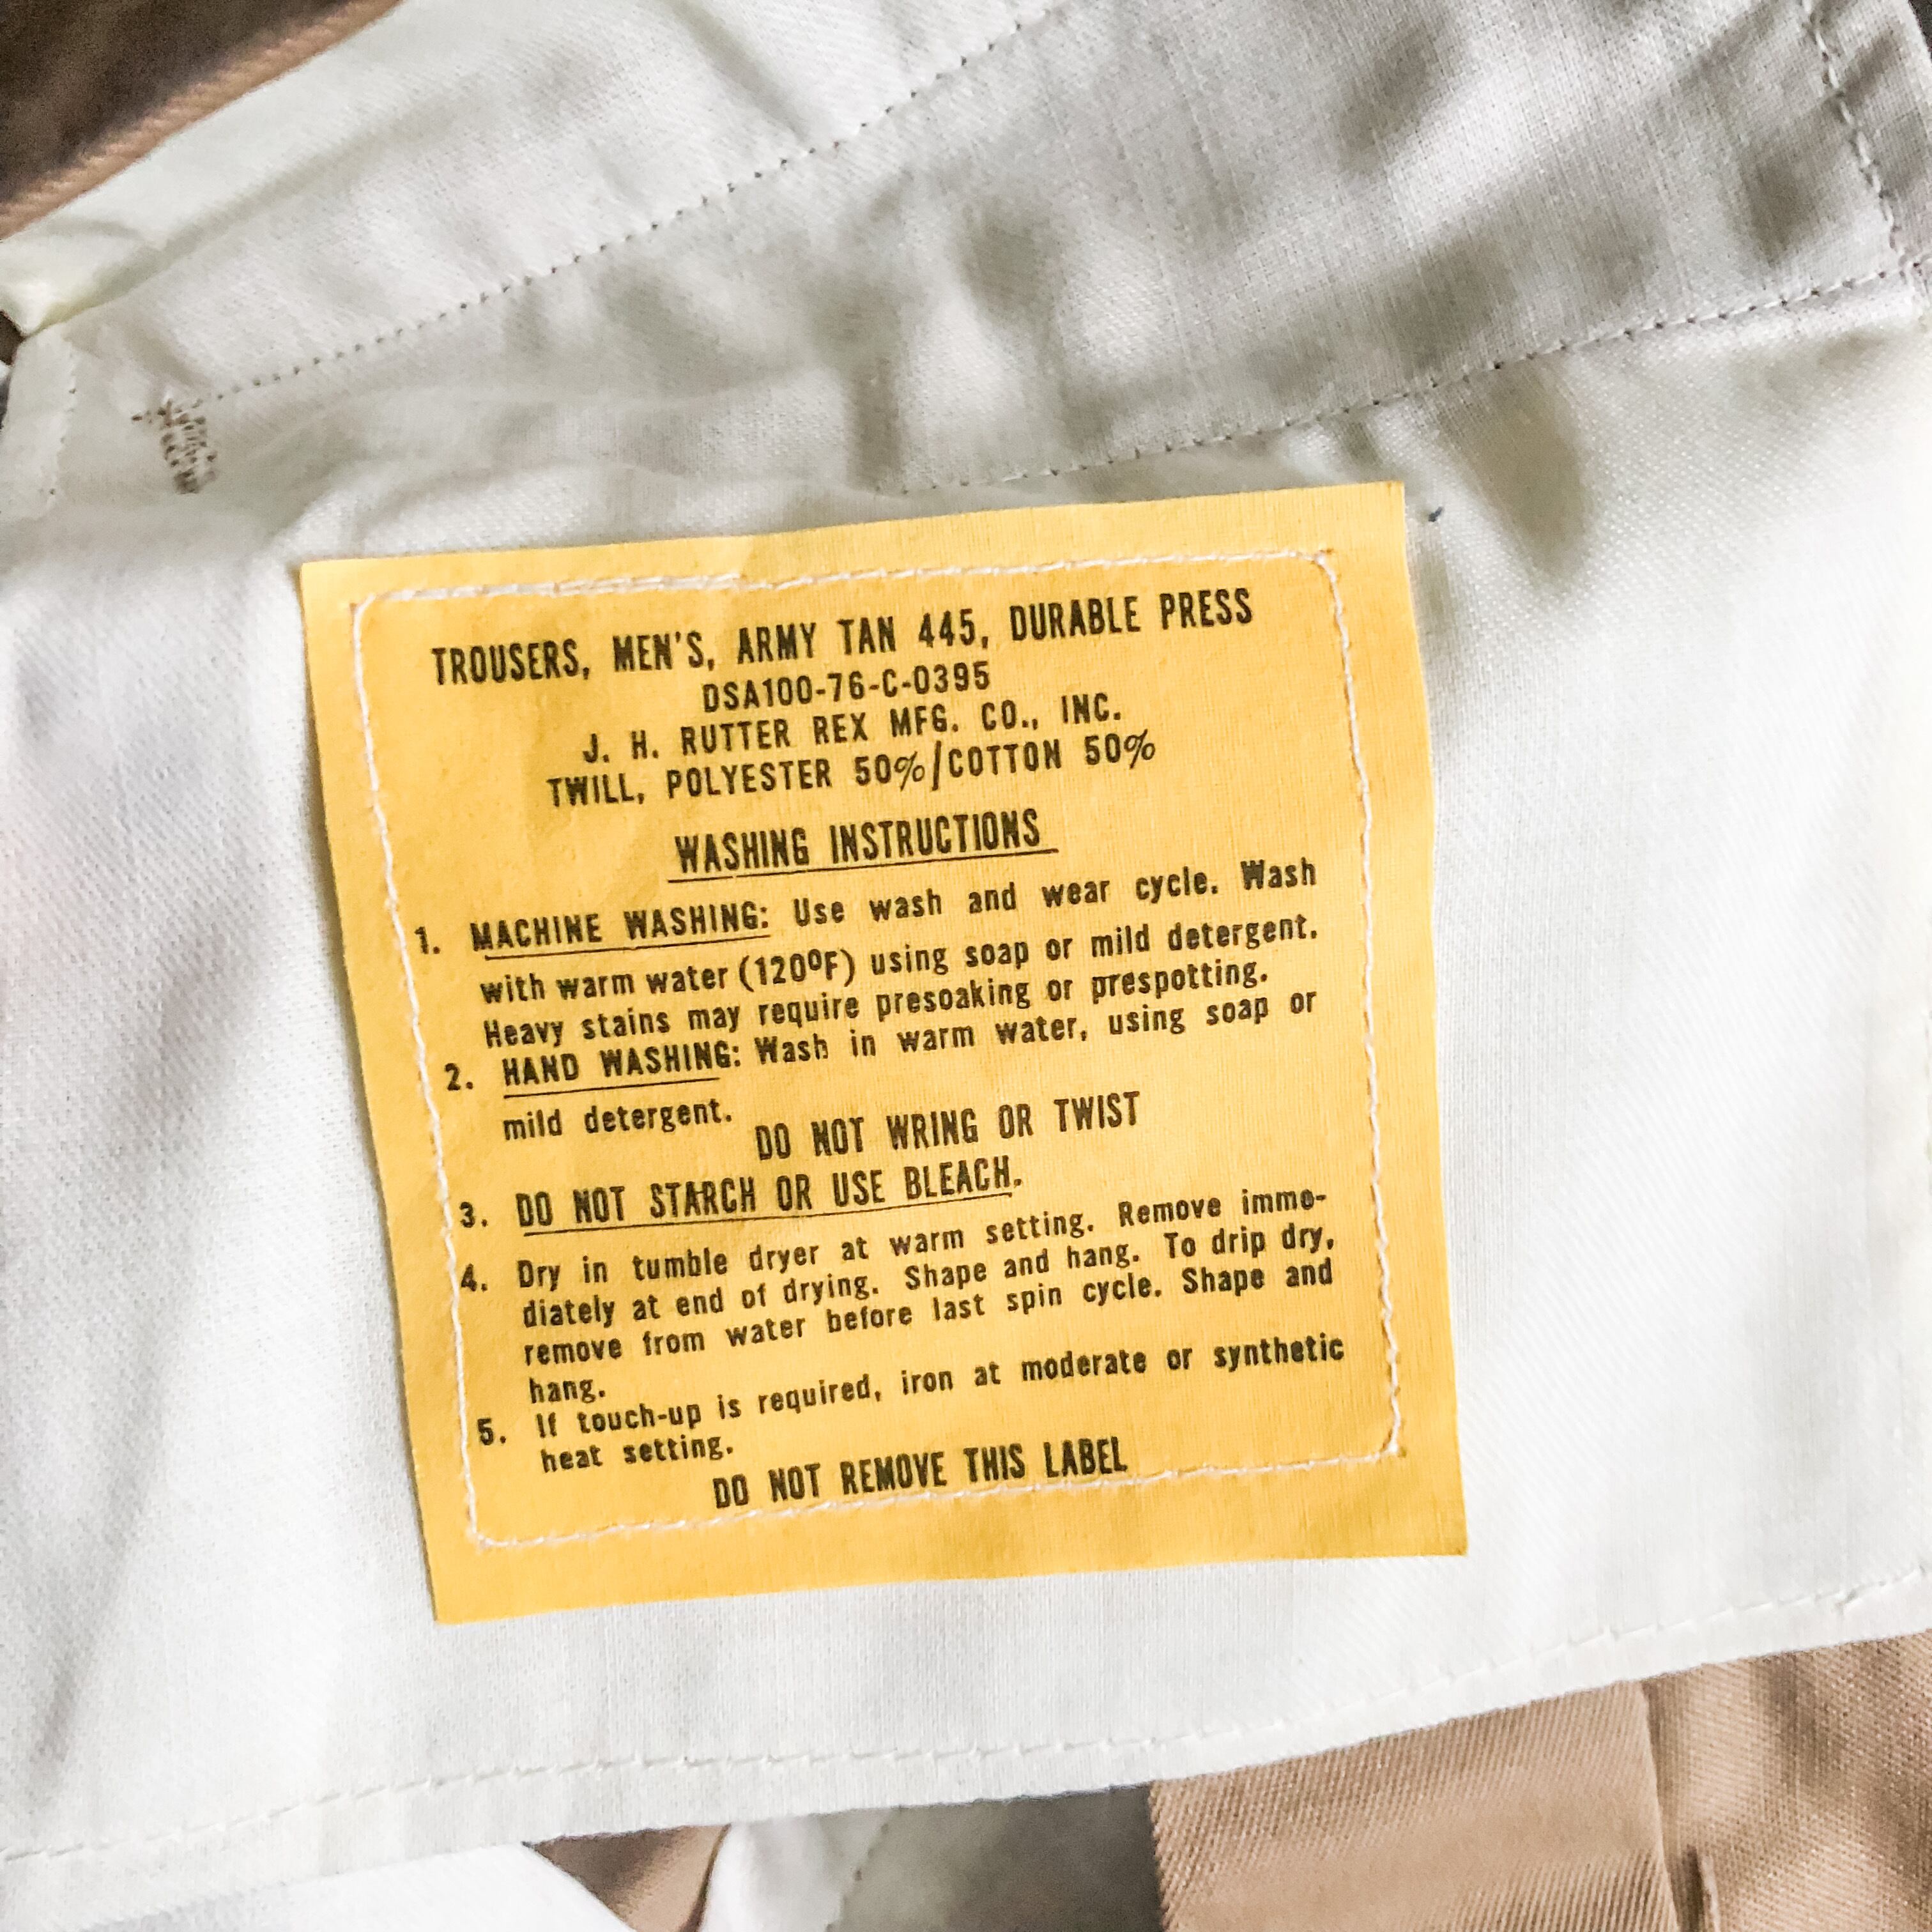 TROUSERS, MEN'S, ARMY TAN 445, DURABLE PRESS
DSA100-76-C-0395
J. H. RUTTER REX MFG. CO., INC.
TWILL, POLYESTER 50%/COTTON 50%
WASHING INSTRUCTIONS
1. MACHINE WASHING: Use wash and wear cycle. Wash
with warm water (120ºF) using soap or mild detergent.
Heavy stains may require presoaking or prespotting.
2. HAND WASHING: Wash in warm water, using soap or
mild detergent.
DO NOT WRING OR TWIST
3. DO NOT STARCH OR USE BLEACH.
4. Dry in tumble dryer at warm setting. Remove imme-
diately at end of drying. Shape and hang. To drip dry,
remove from water before last spin cycle. Shape and
hang.
5. If touch-up is required, iron at moderate or synthetic
heat setting.
DO NOT REMOVE THIS LABEL